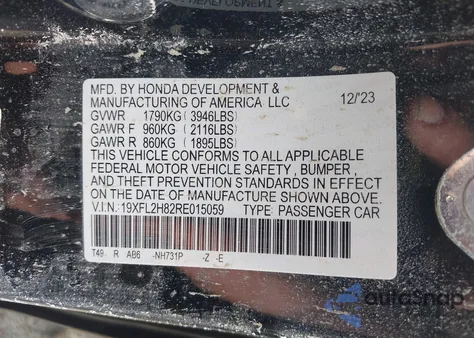 MFD. BY HONDA DEVELOPMENT &
MANUFACTURING OF AMERICA LLC
12/23
GVWR 1790KG (3946LBS)
GAWR F 960KG (2116LBS)
GAWR R 860KG (1895LBS)
THIS VEHICLE CONFORMS TO ALL APPLICABLE
FEDERAL MOTOR VEHICLE SAFETY, BUMPER,
AND THEFT PREVENTION STANDARDS IN EFFECT
ON THE DATE OF MANUFACTURE SHOWN ABOVE.
V.I.N.: 19XFL2H82RE015059 TYPE: PASSENGER CAR
T49 R AB6 -NH731P -Z -E
autoSnap